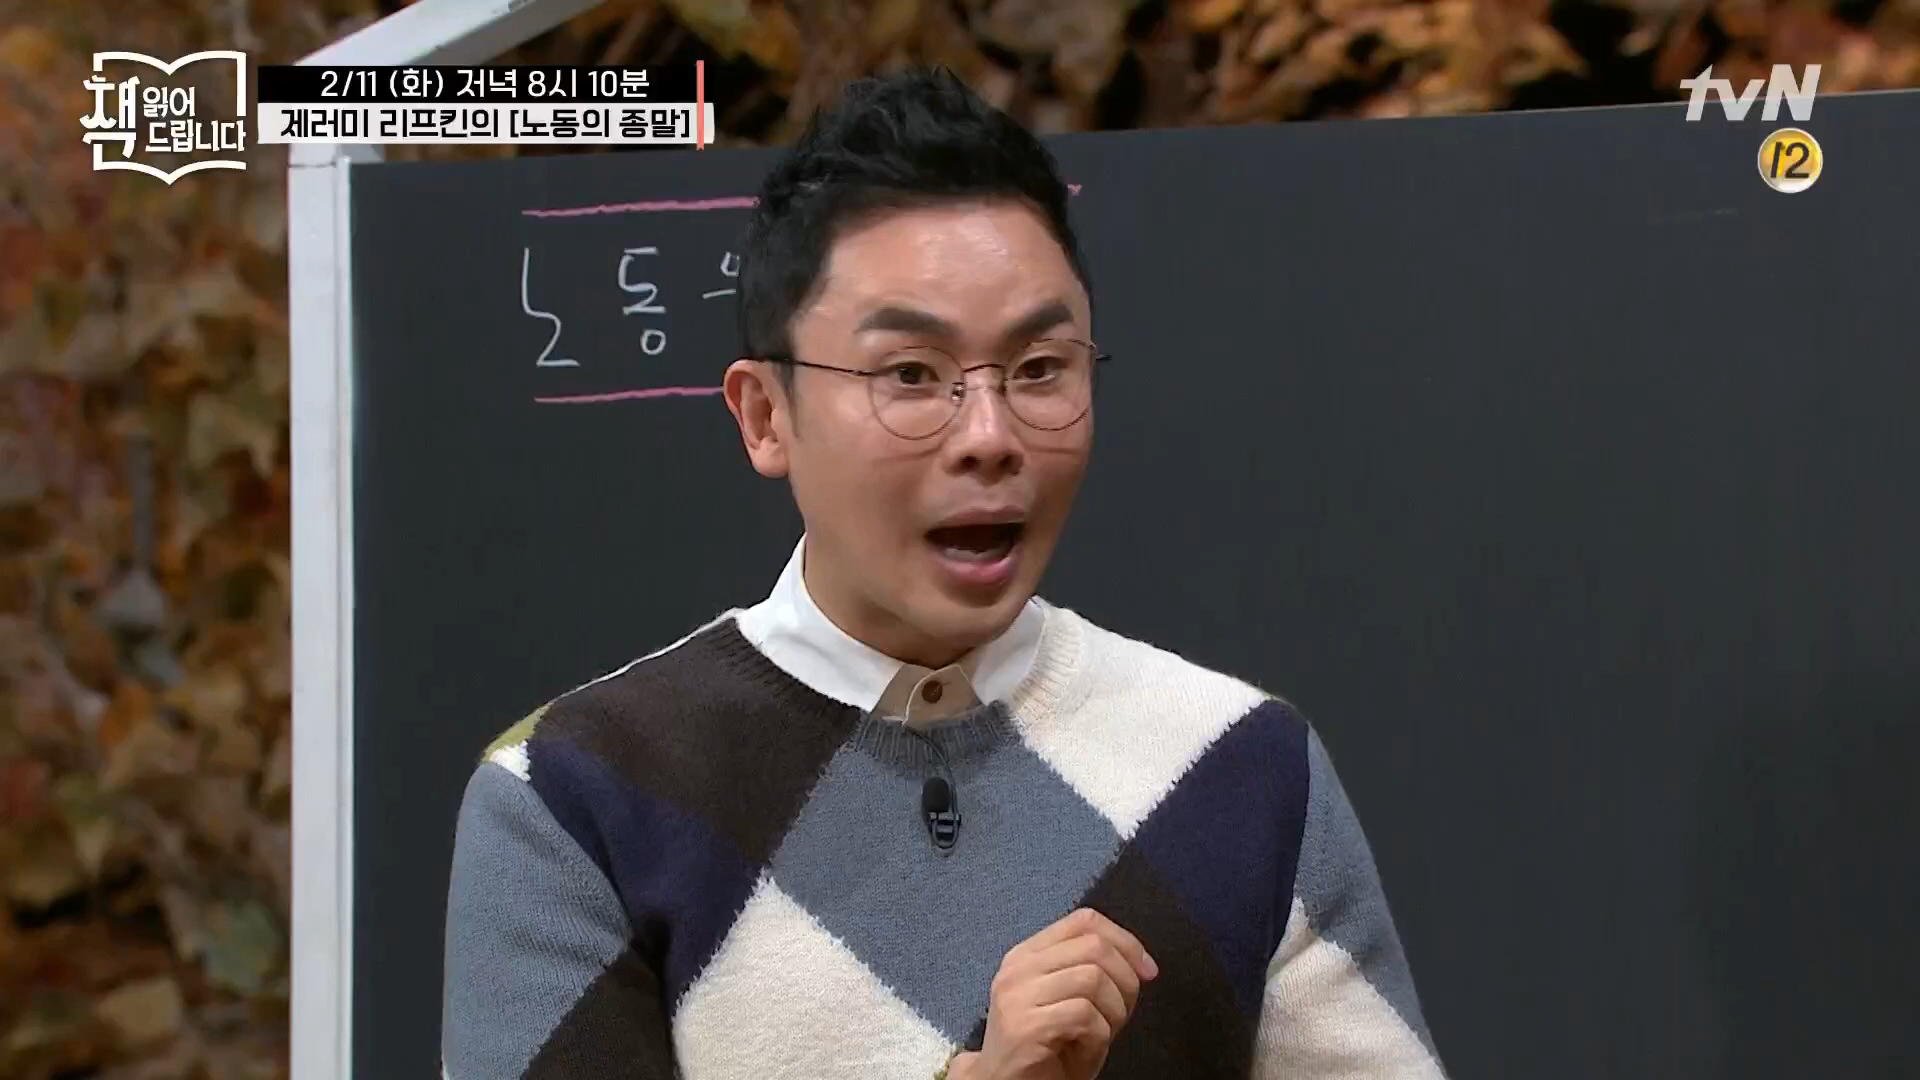 책 읽어
드립니다
2/11 (화) 저녁 8시 10분
제러미 리프킨의 [노동의 종말]
tvN
12
노동